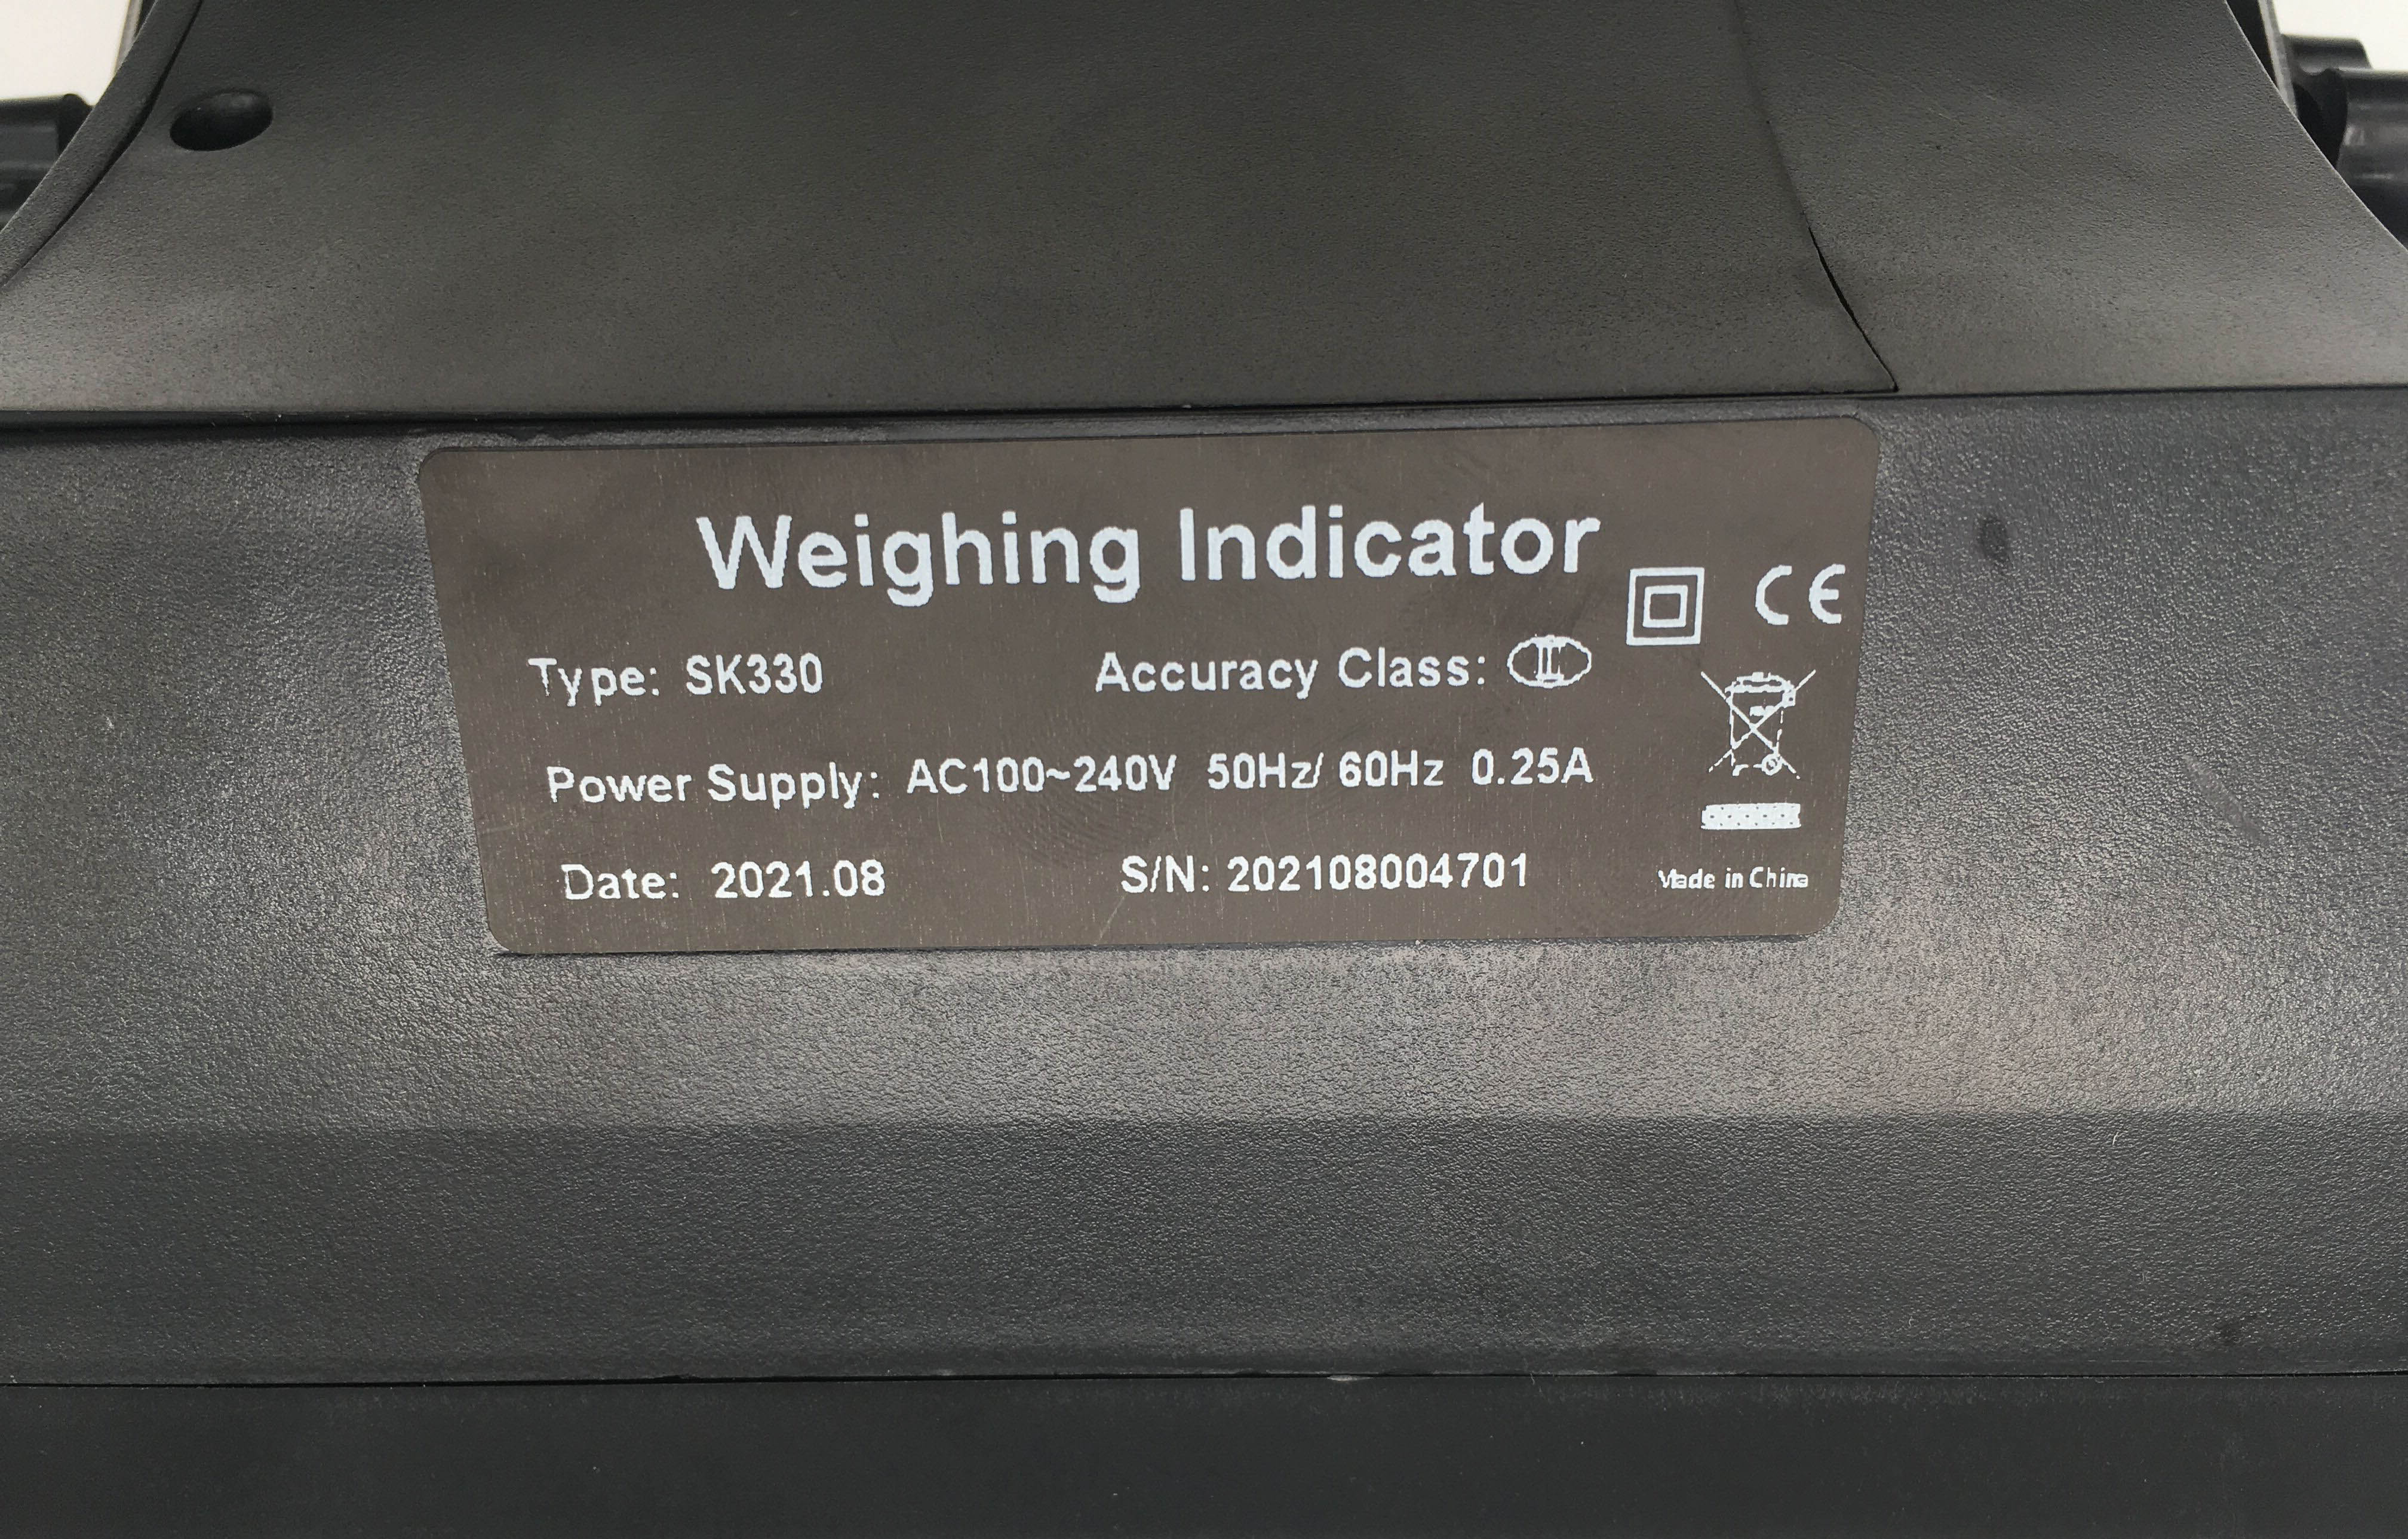 Weighing Indicator
CE
Type: SK330 Accuracy Class:
Power Supply: AC100~240V 50Hz/ 60Hz 0.25A
Date: 2021.08 S/N: 202108004701
Made in China